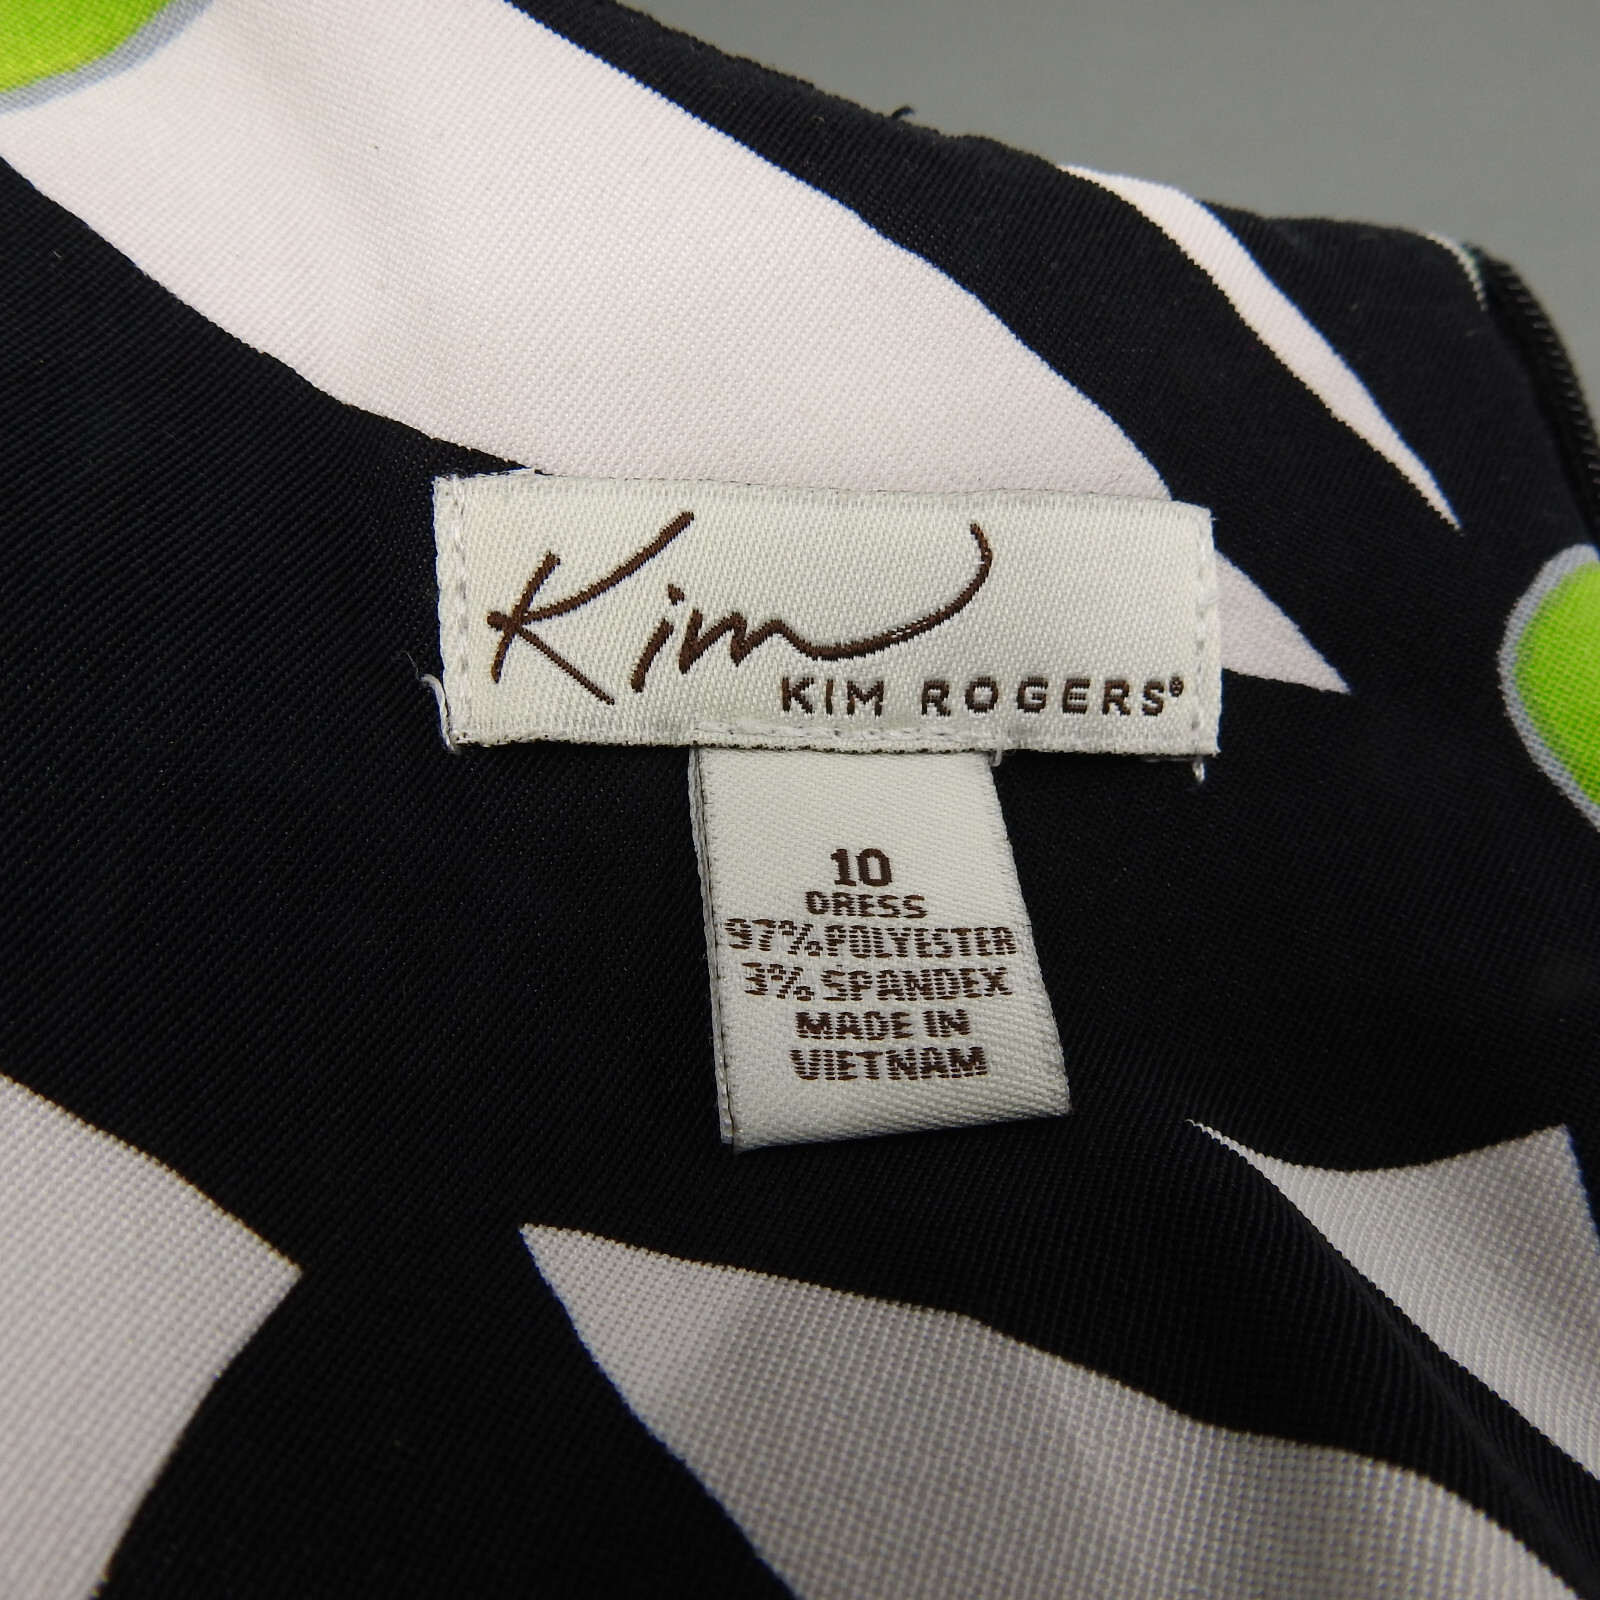 Kim
KIM ROGERS®
10
DRESS
97% POLYESTER
3% SPANDEX
MADE IN
VIETNAM